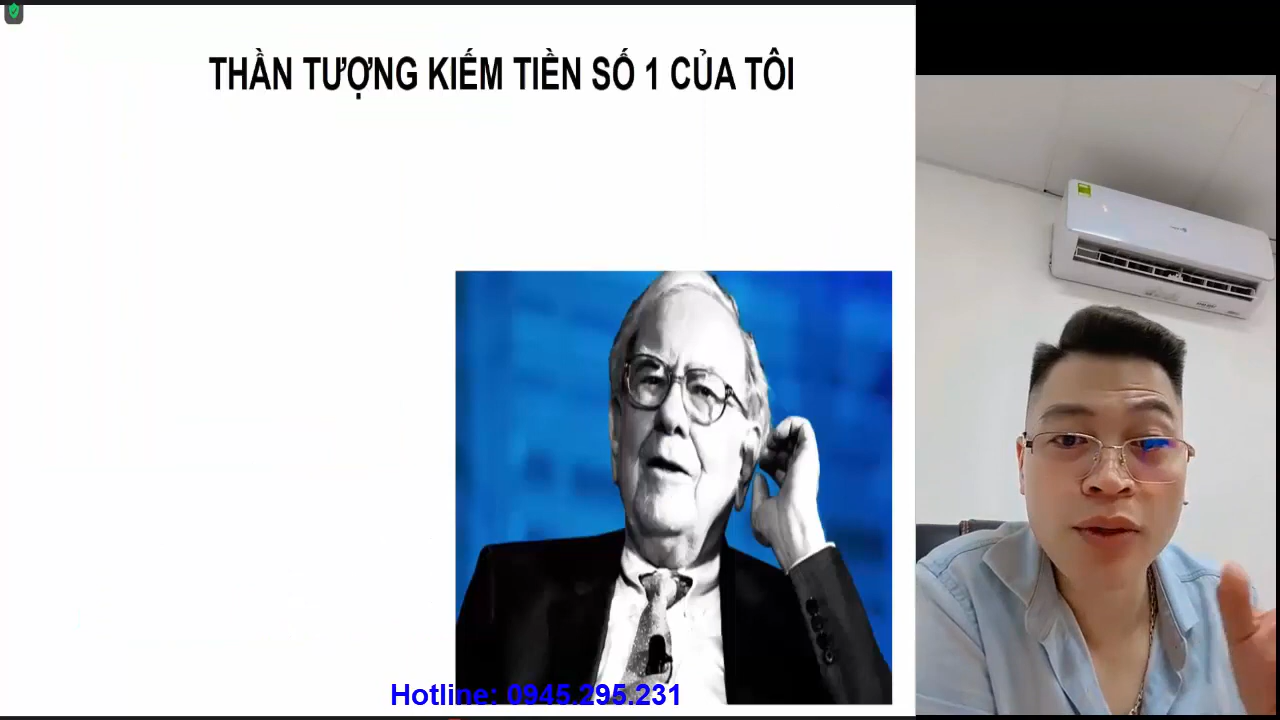 THẦN TƯỢNG KIẾM TIỀN SỐ 1 CỦA TÔI
Hotline: 0945.295.231